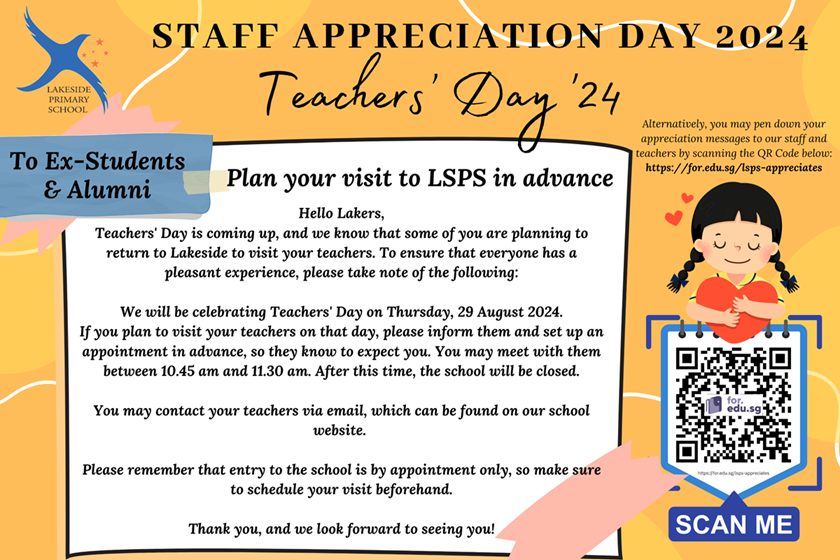 STAFF APPRECIATION DAY 2024
Teachers' Day '24
LAKESIDE
PRIMARY
SCHOOL
To Ex-Students
& Alumni
Plan your visit to LSPS in advance
Hello Lakers,
Teachers' Day is coming up, and we know that some of you are planning to
return to Lakeside to visit your teachers. To ensure that everyone has a
pleasant experience, please take note of the following:
We will be celebrating Teachers' Day on Thursday, 29 August 2024.
If you plan to visit your teachers on that day, please inform them and set up an
appointment in advance, so they know to expect you. You may meet with them
between 10.45 am and 11.30 am. After this time, the school will be closed.
You may contact your teachers via email, which can be found on our school
website.
Please remember that entry to the school is by appointment only, so make sure
to schedule your visit beforehand.
Thank you, and we look forward to seeing you!
Alternatively, you may pen down your
appreciation messages to our staff and
teachers by scanning the QR Code below:
https://for.edu.sg/lsps-appreciates
for.
edu.sg
https://for.edu.sg/lsps-appreciates
SCAN ME